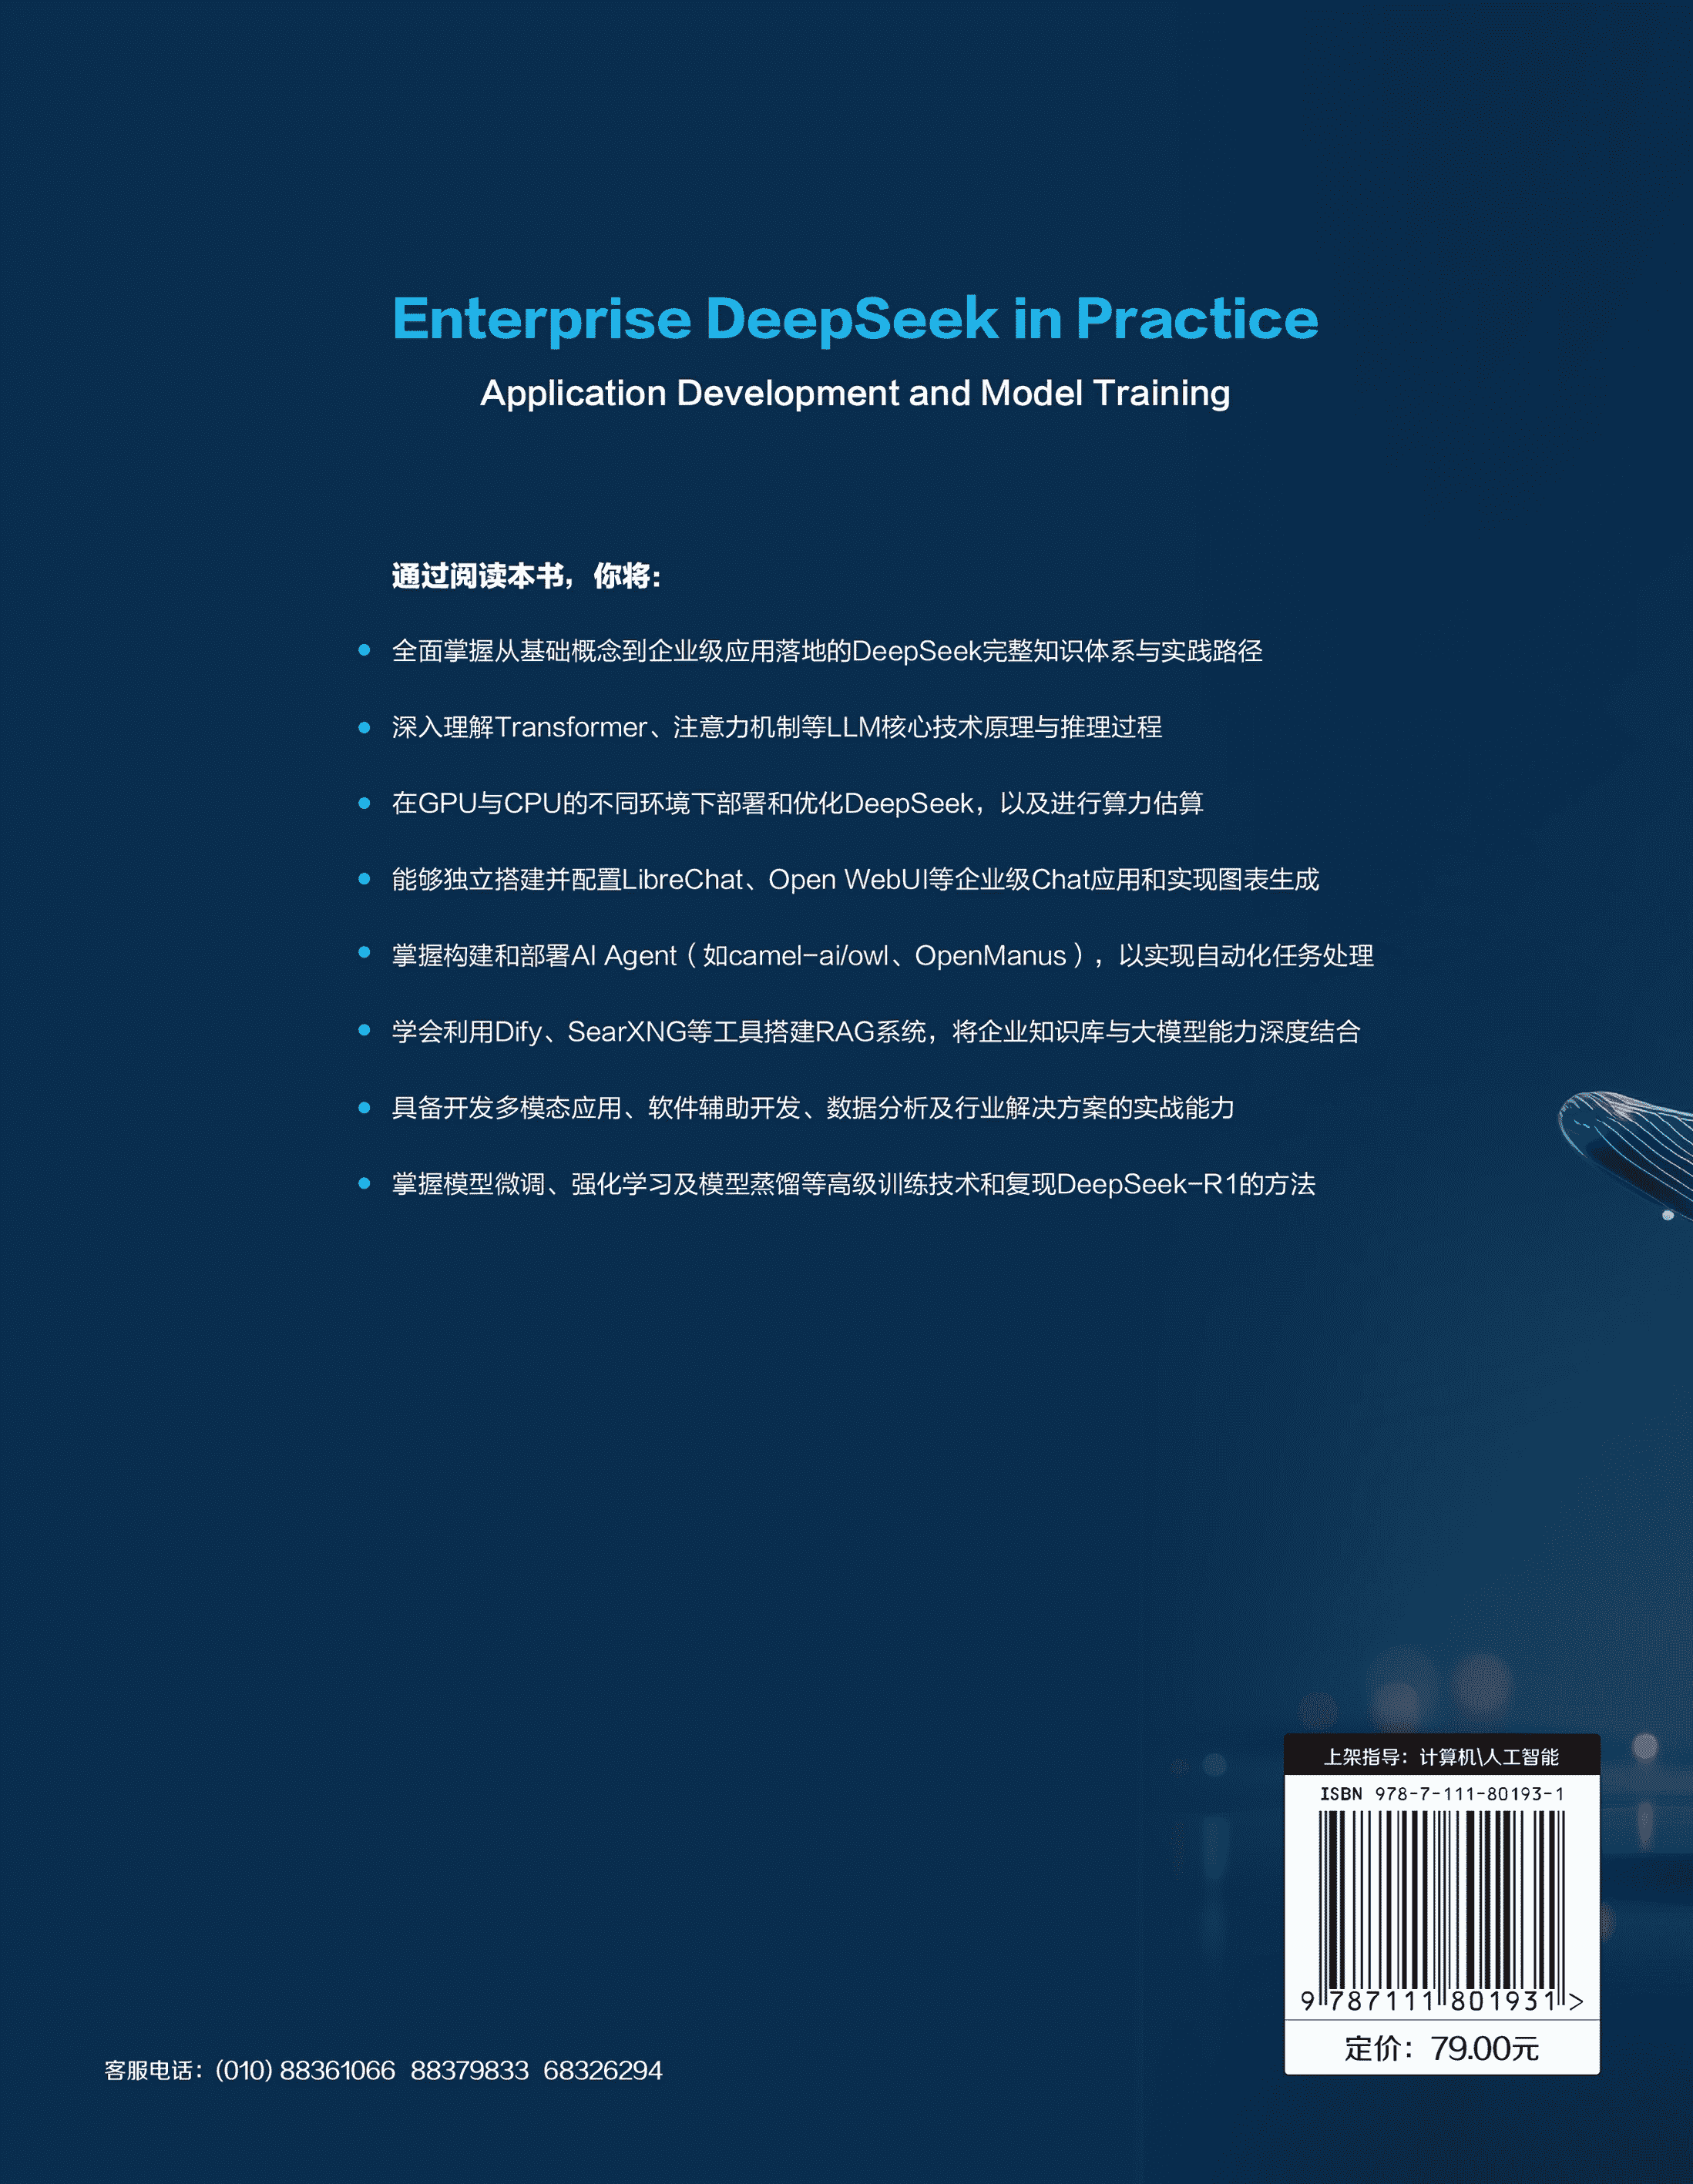 Enterprise DeepSeek in Practice
Application Development and Model Training
通过阅读本书，你将：
● 全面掌握从基础概念到企业级应用落地的DeepSeek完整知识体系与实践路径
● 深入理解Transformer、注意力机制等LLM核心技术原理与推理过程
● 在GPU与CPU的不同环境下部署和优化DeepSeek，以及进行算力估算
● 能够独立搭建并配置LibreChat、Open WebUI等企业级Chat应用和实现图表生成
● 掌握构建和部署AI Agent（如camel-ai/owl、OpenManus），以实现自动化任务处理
● 学会利用Dify、SearXNG等工具搭建RAG系统，将企业知识库与大模型能力深度结合
● 具备开发多模态应用、软件辅助开发、数据分析及行业解决方案的实战能力
● 掌握模型微调、强化学习及模型蒸馏等高级训练技术和复现DeepSeek-R1的方法
上架指导：计算机\人工智能
ISBN 978-7-111-80193-1
9 787111 801931 >
定价：79.00元
客服电话：(010) 88361066 88379833 68326294